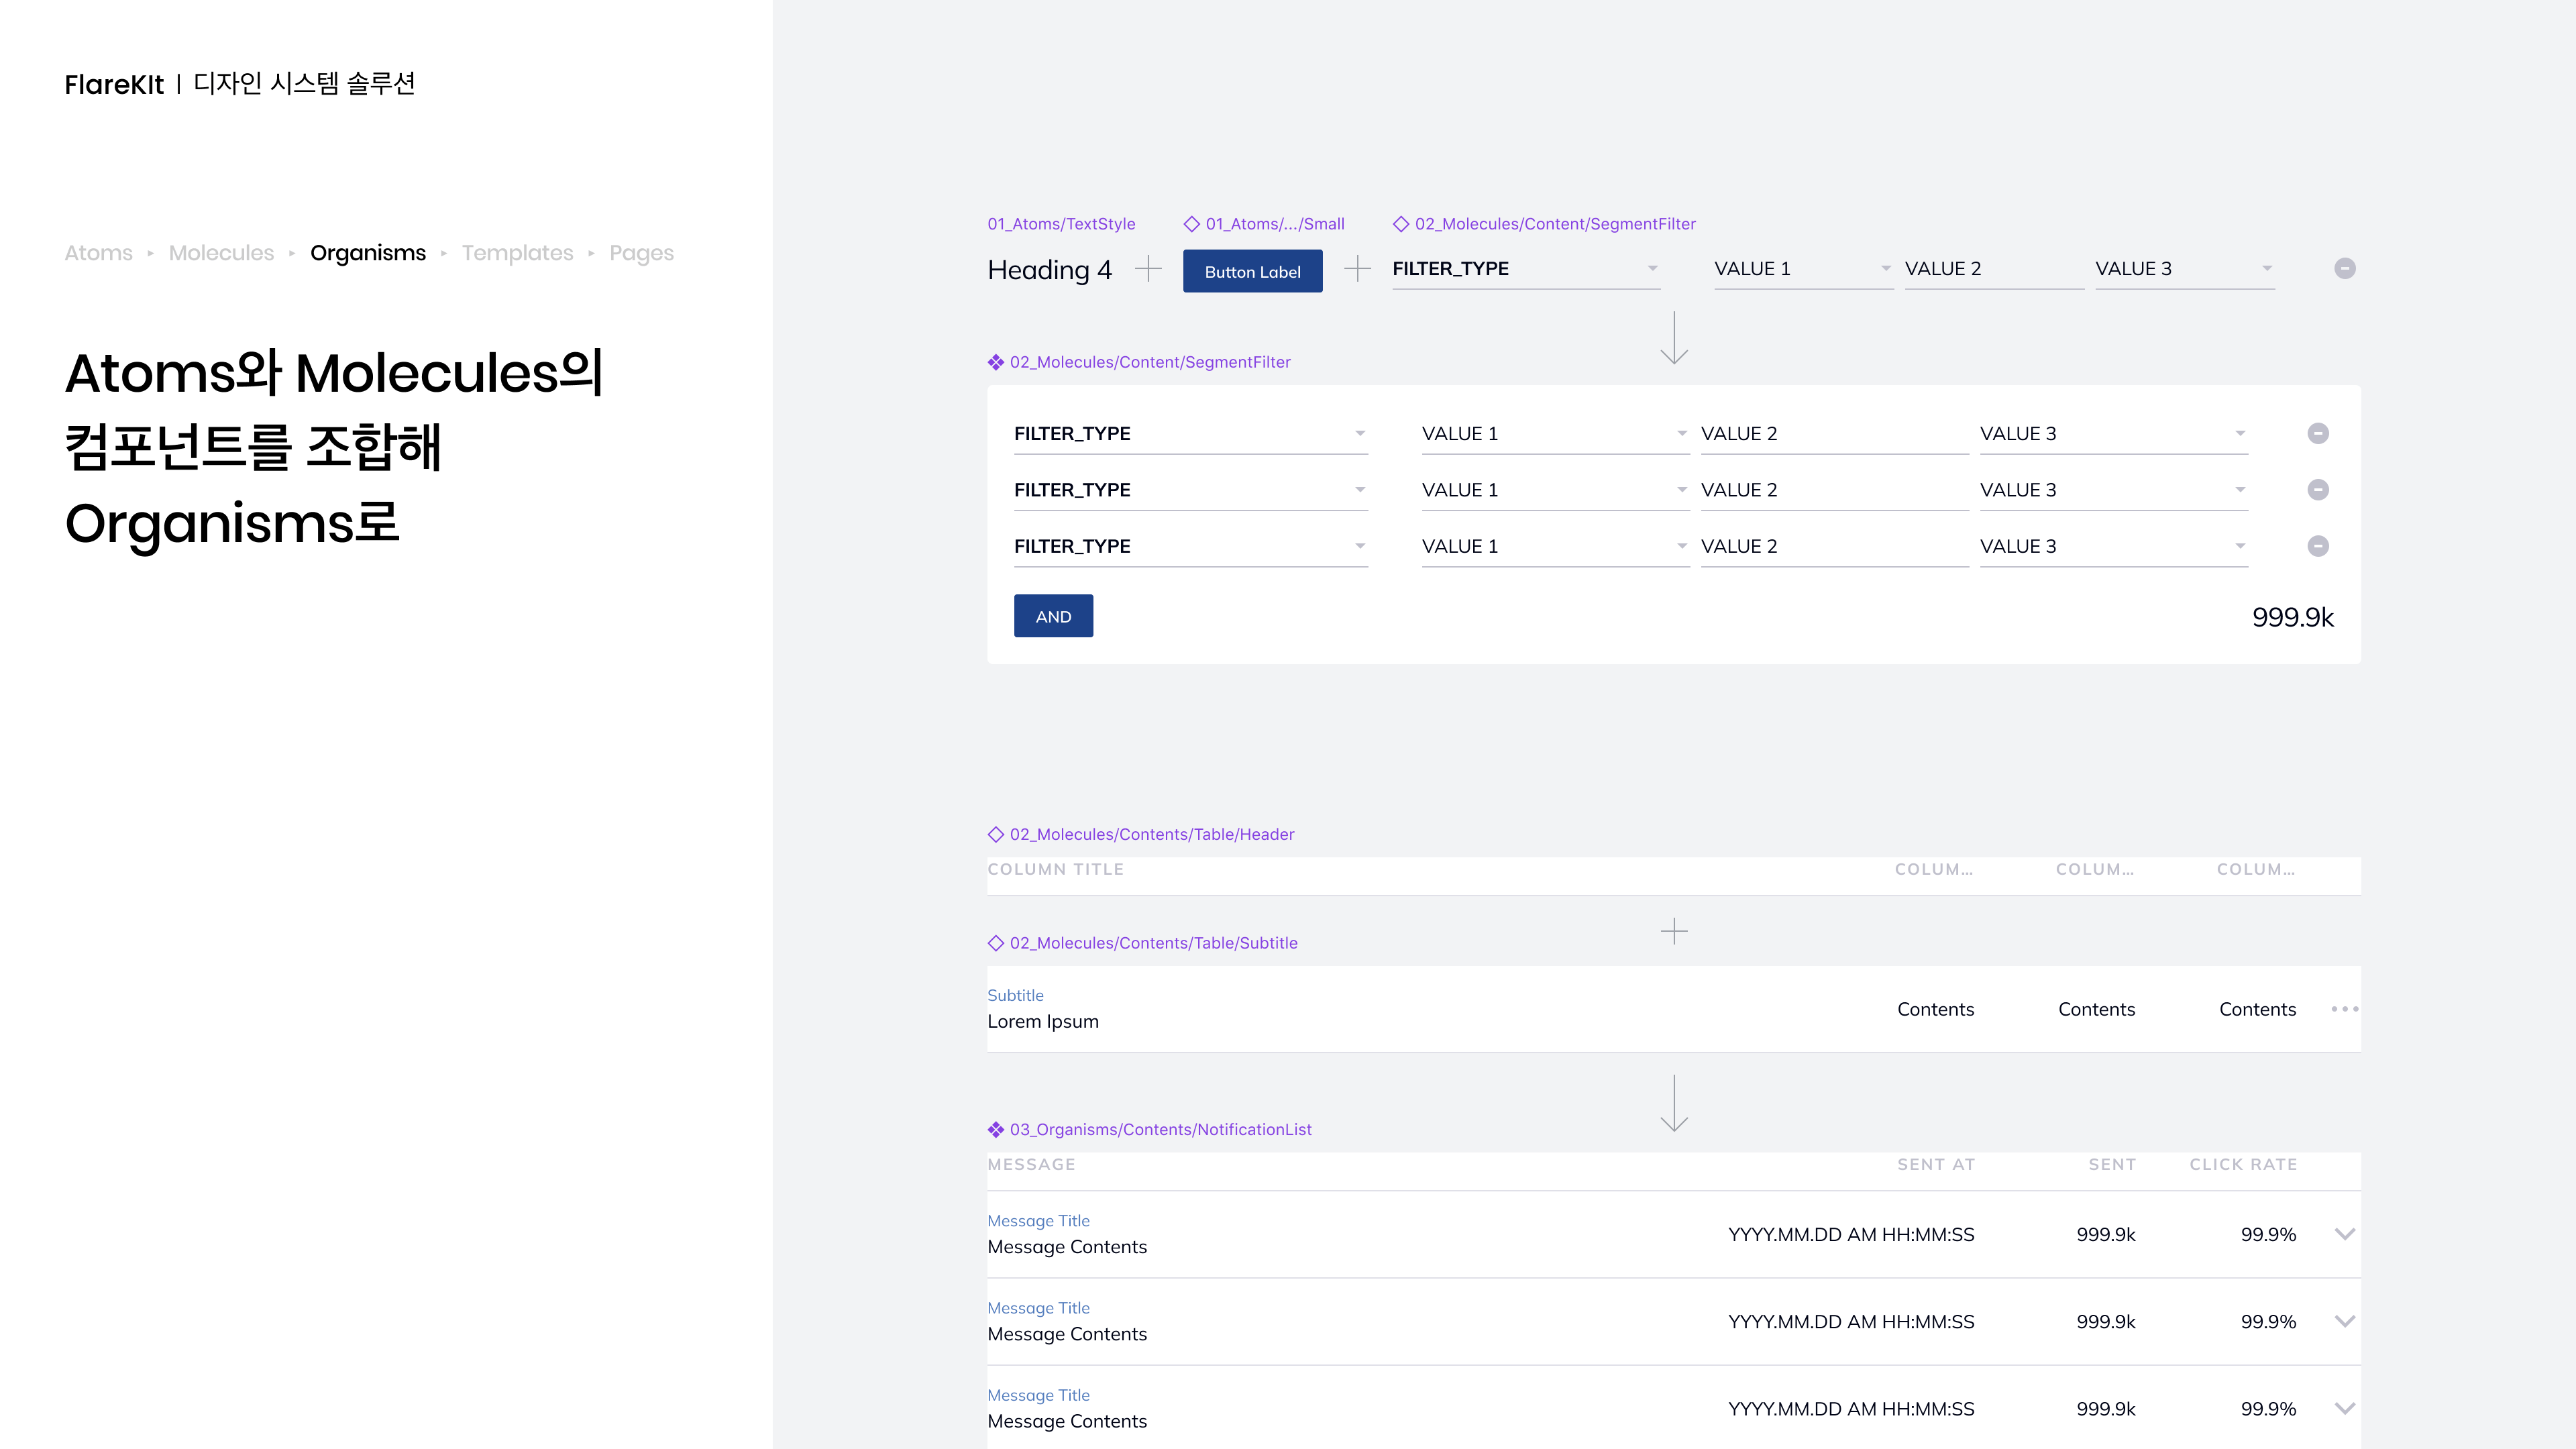 FlareKIt | 디자인 시스템 솔루션
Atoms ▸ Molecules ▸ Organisms ▸ Templates ▸ Pages
Atoms와 Molecules의
컴포넌트를 조합해
Organisms로
01_Atoms/TextStyle 01_Atoms/.../Small 02_Molecules/Content/SegmentFilter
Heading 4 Button Label FILTER_TYPE VALUE 1 VALUE 2 VALUE 3
02_Molecules/Content/SegmentFilter
FILTER_TYPE VALUE 1 VALUE 2 VALUE 3
FILTER_TYPE VALUE 1 VALUE 2 VALUE 3
FILTER_TYPE VALUE 1 VALUE 2 VALUE 3
AND 999.9k
02_Molecules/Contents/Table/Header
COLUMN TITLE COLUM... COLUM... COLUM...
02_Molecules/Contents/Table/Subtitle
Subtitle
Lorem Ipsum Contents Contents Contents
03_Organisms/Contents/NotificationList
MESSAGE SENT AT SENT CLICK RATE
Message Title
Message Contents YYYY.MM.DD AM HH:MM:SS 999.9k 99.9%
Message Title
Message Contents YYYY.MM.DD AM HH:MM:SS 999.9k 99.9%
Message Title
Message Contents YYYY.MM.DD AM HH:MM:SS 999.9k 99.9%